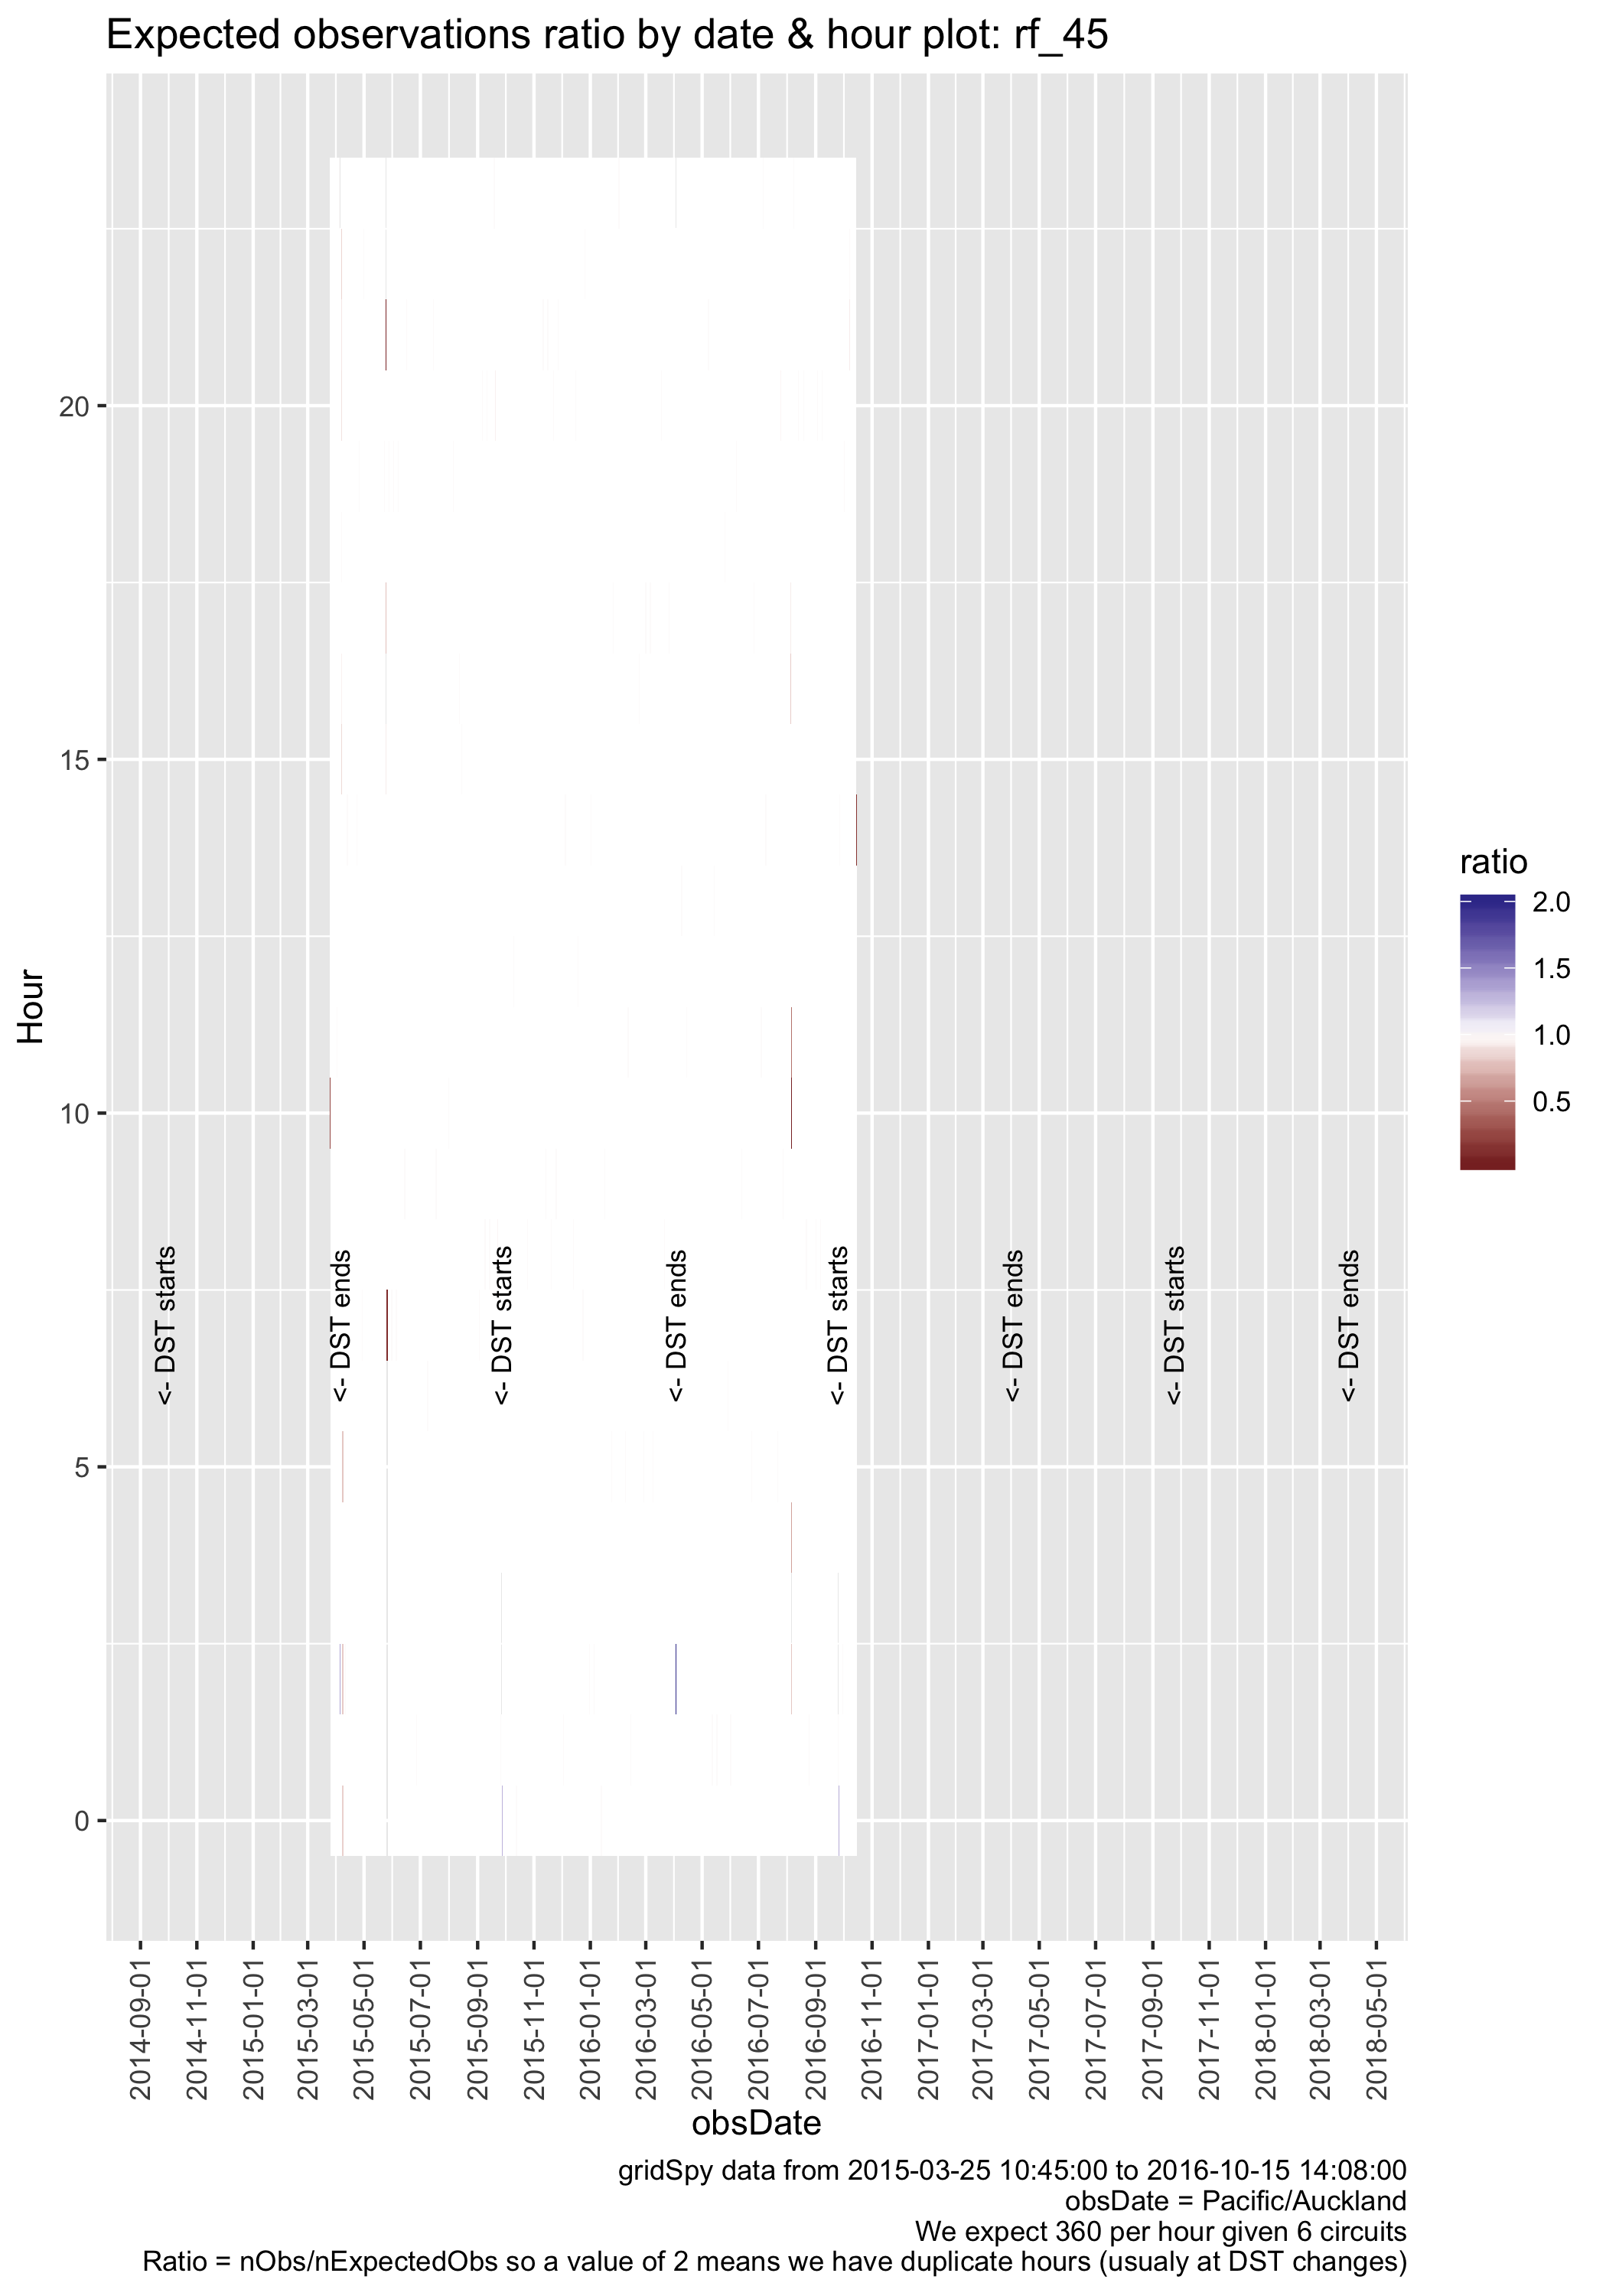 Expected observations ratio by date & hour plot: rf_45
Hour
20
15
10
5
0
<- DST starts
<- DST ends
<- DST starts
<- DST ends
<- DST starts
<- DST ends
<- DST starts
<- DST ends
ratio
2.0
1.5
1.0
0.5
2014-09-01
2014-11-01
2015-01-01
2015-03-01
2015-05-01
2015-07-01
2015-09-01
2015-11-01
2016-01-01
2016-03-01
2016-05-01
2016-07-01
2016-09-01
2016-11-01
2017-01-01
2017-03-01
2017-05-01
2017-07-01
2017-09-01
2017-11-01
2018-01-01
2018-03-01
2018-05-01
obsDate
gridSpy data from 2015-03-25 10:45:00 to 2016-10-15 14:08:00
obsDate = Pacific/Auckland
We expect 360 per hour given 6 circuits
Ratio = nObs/nExpectedObs so a value of 2 means we have duplicate hours (usualy at DST changes)